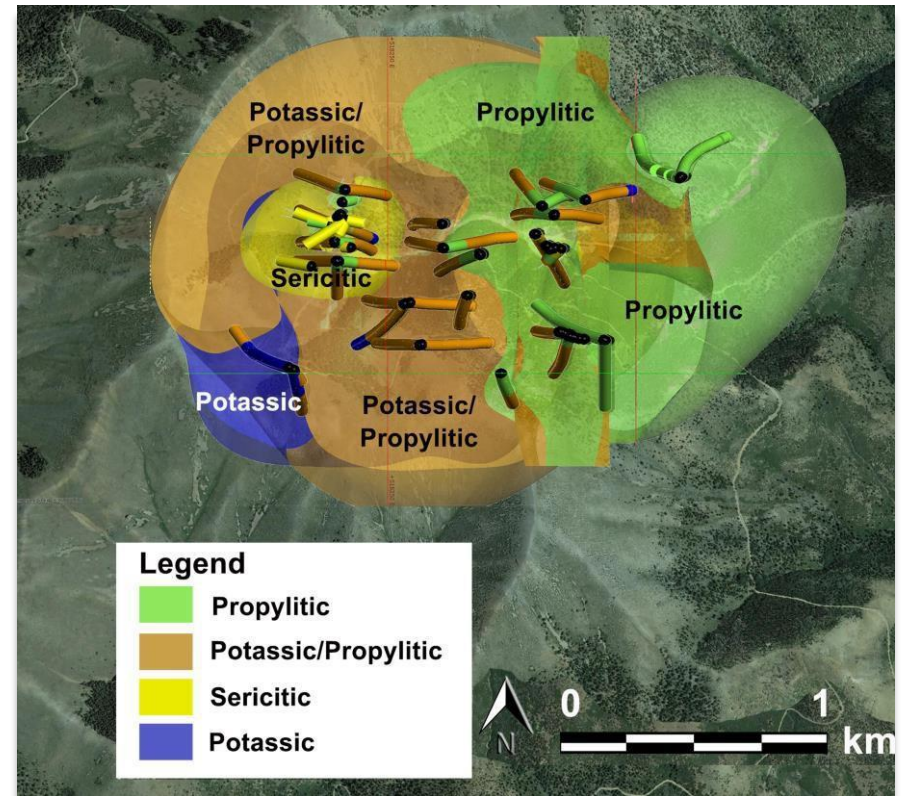 Potassic/
Propylitic
Propylitic
Sericitic
Propylitic
Potassic
Potassic/
Propylitic
Legend
Propylitic
Potassic/Propylitic
Sericitic
Potassic
N
0 1
km